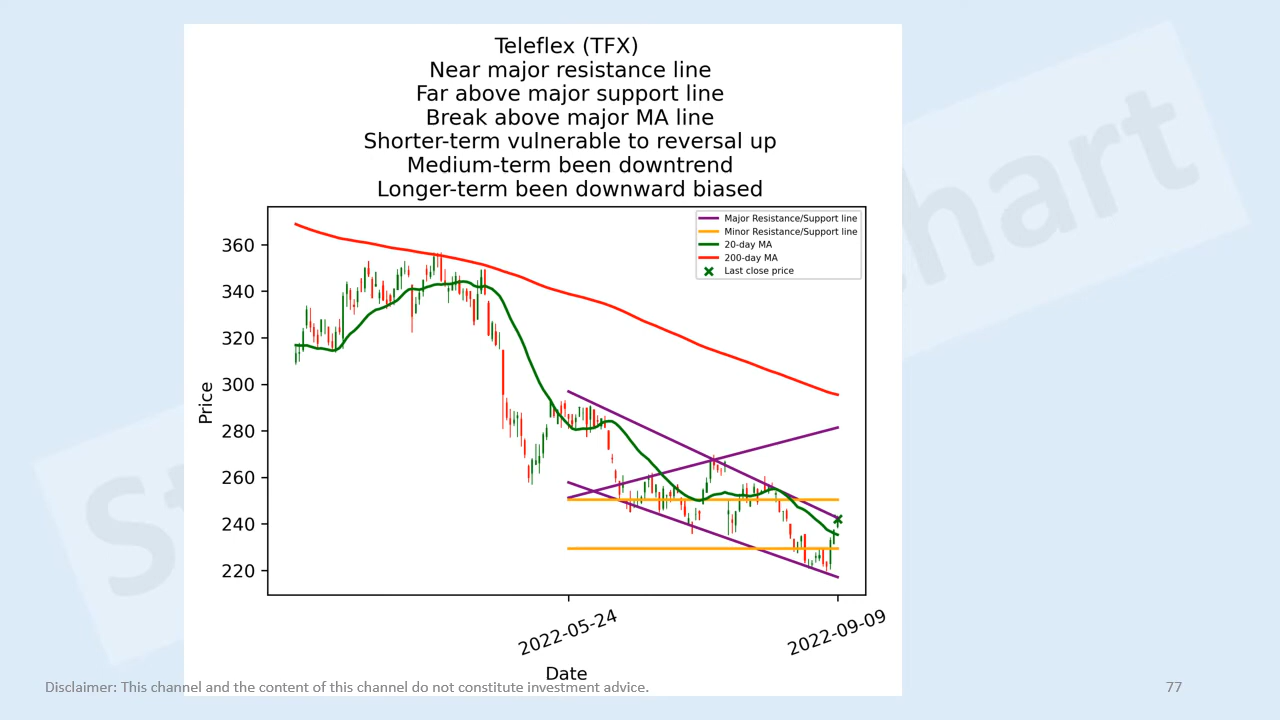 Teleflex (TFX)
Near major resistance line
Far above major support line
Break above major MA line
Shorter-term vulnerable to reversal up
Medium-term been downtrend
Longer-term been downward biased
Major Resistance/Support line
Minor Resistance/Support line
20-day MA
200-day MA
Last close price
360
340
320
300
280
260
240
220
Price
2022-05-24
2022-09-09
Date
Disclaimer: This channel and the content of this channel do not constitute investment advice.
77
St
hart